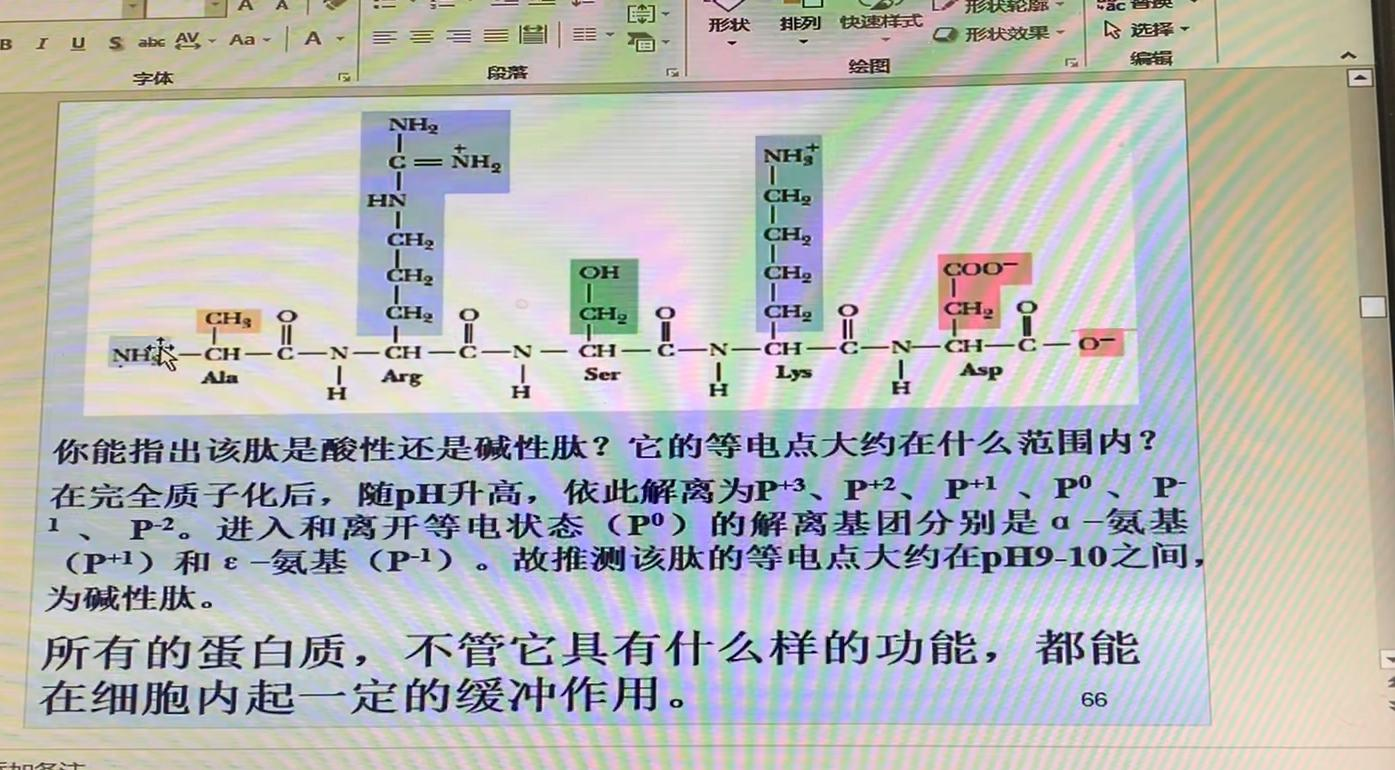 B I U S abc AV Aa A
形状 排列 快速样式 形状轮廓
形状效果
替换
选择
字体 段落 绘图 编辑
NH₂
C = N⁺H₂
HN
CH₂
CH₂
CH₂
NH₃⁺
CH₂
CH₂
CH₂
CH₂
OH
CH₂
COO⁻
CH₂
CH₃ O O O O O
NH — CH — C — N — CH — C — N — CH — C — N — CH — C — N — CH — C — O⁻
Ala H Arg H Ser H Lys H Asp
你能指出该肽是酸性还是碱性肽？它的等电点大约在什么范围内？
在完全质子化后，随pH升高，依此解离为P⁺³、P⁺²、 P⁺¹ 、 P⁰ 、 P⁻
¹ 、 P⁻²。进入和离开等电状态（P⁰）的解离基团分别是α－氨基
（P⁺¹）和ε－氨基（P⁻¹）。故推测该肽的等电点大约在pH9-10之间，
为碱性肽。
所有的蛋白质，不管它具有什么样的功能，都能
在细胞内起一定的缓冲作用。
66